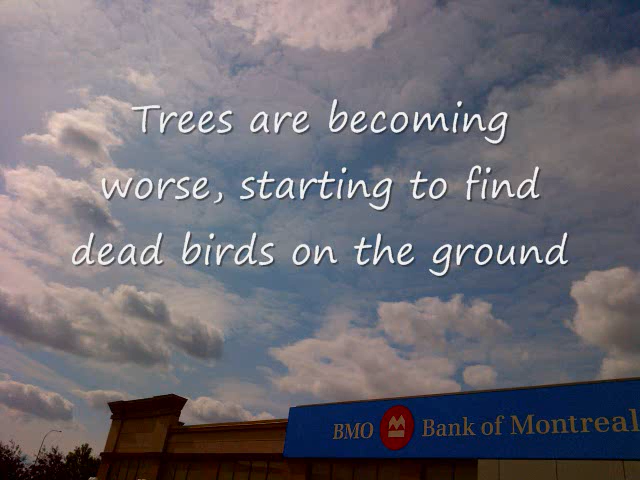 Trees are becoming
worse, starting to find
dead birds on the ground
BMO Bank of Montreal